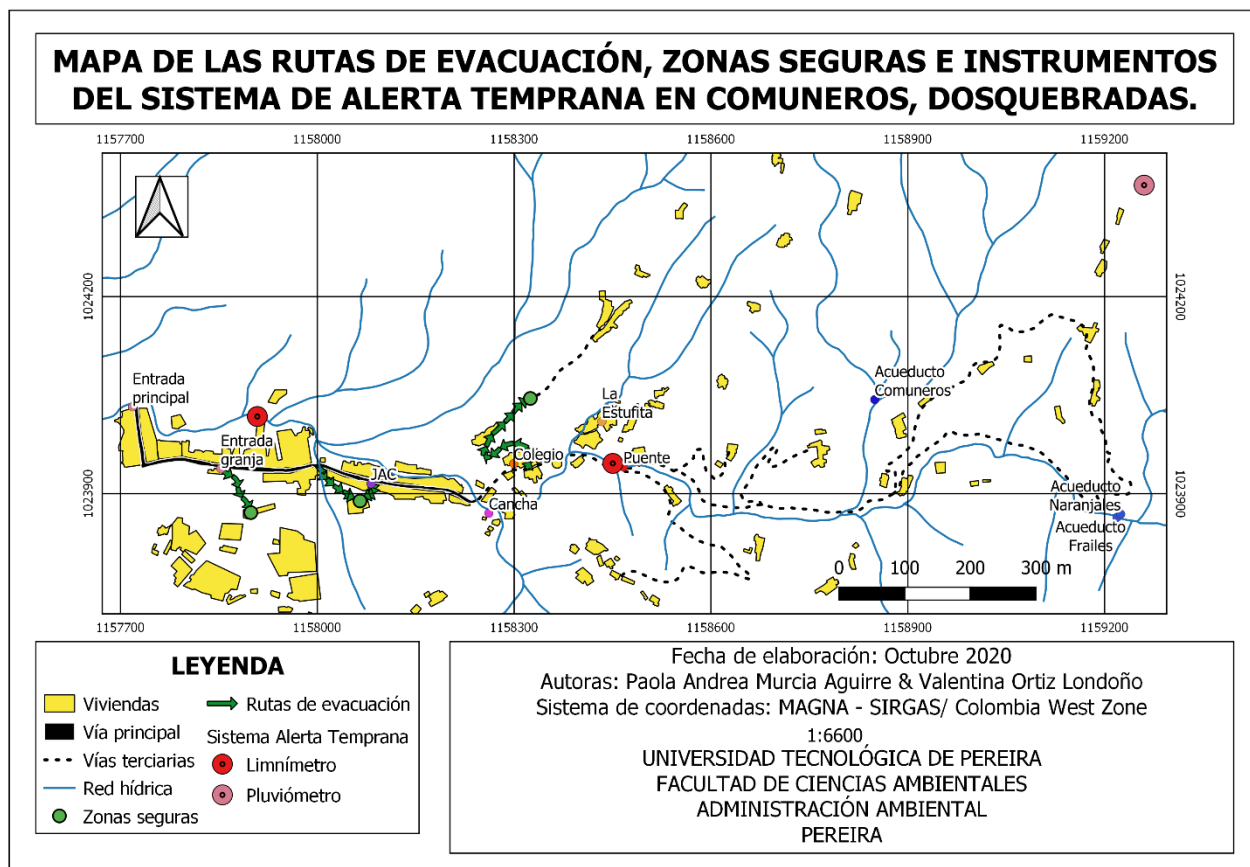 MAPA DE LAS RUTAS DE EVACUACIÓN, ZONAS SEGURAS E INSTRUMENTOS
DEL SISTEMA DE ALERTA TEMPRANA EN COMUNEROS, DOSQUEBRADAS.
1157700 1158000 1158300 1158600 1158900 1159200
1024200
1024200
Entrada
principal
Entrada
granja
JAC
La
Estufita
Colegio
Puente
Cancha
Acueducto
Comuneros
Acueducto
Naranjales
Acueducto
Frailes
1023900
1023900
0 100 200 300 m
1157700 1158000 1158300 1158600 1158900 1159200
LEYENDA
Viviendas
Vía principal
Vías terciarias
Red hídrica
Zonas seguras
Rutas de evacuación
Sistema Alerta Temprana
Limnímetro
Pluviómetro
Fecha de elaboración: Octubre 2020
Autoras: Paola Andrea Murcia Aguirre & Valentina Ortiz Londoño
Sistema de coordenadas: MAGNA - SIRGAS/ Colombia West Zone
1:6600
UNIVERSIDAD TECNOLÓGICA DE PEREIRA
FACULTAD DE CIENCIAS AMBIENTALES
ADMINISTRACIÓN AMBIENTAL
PEREIRA